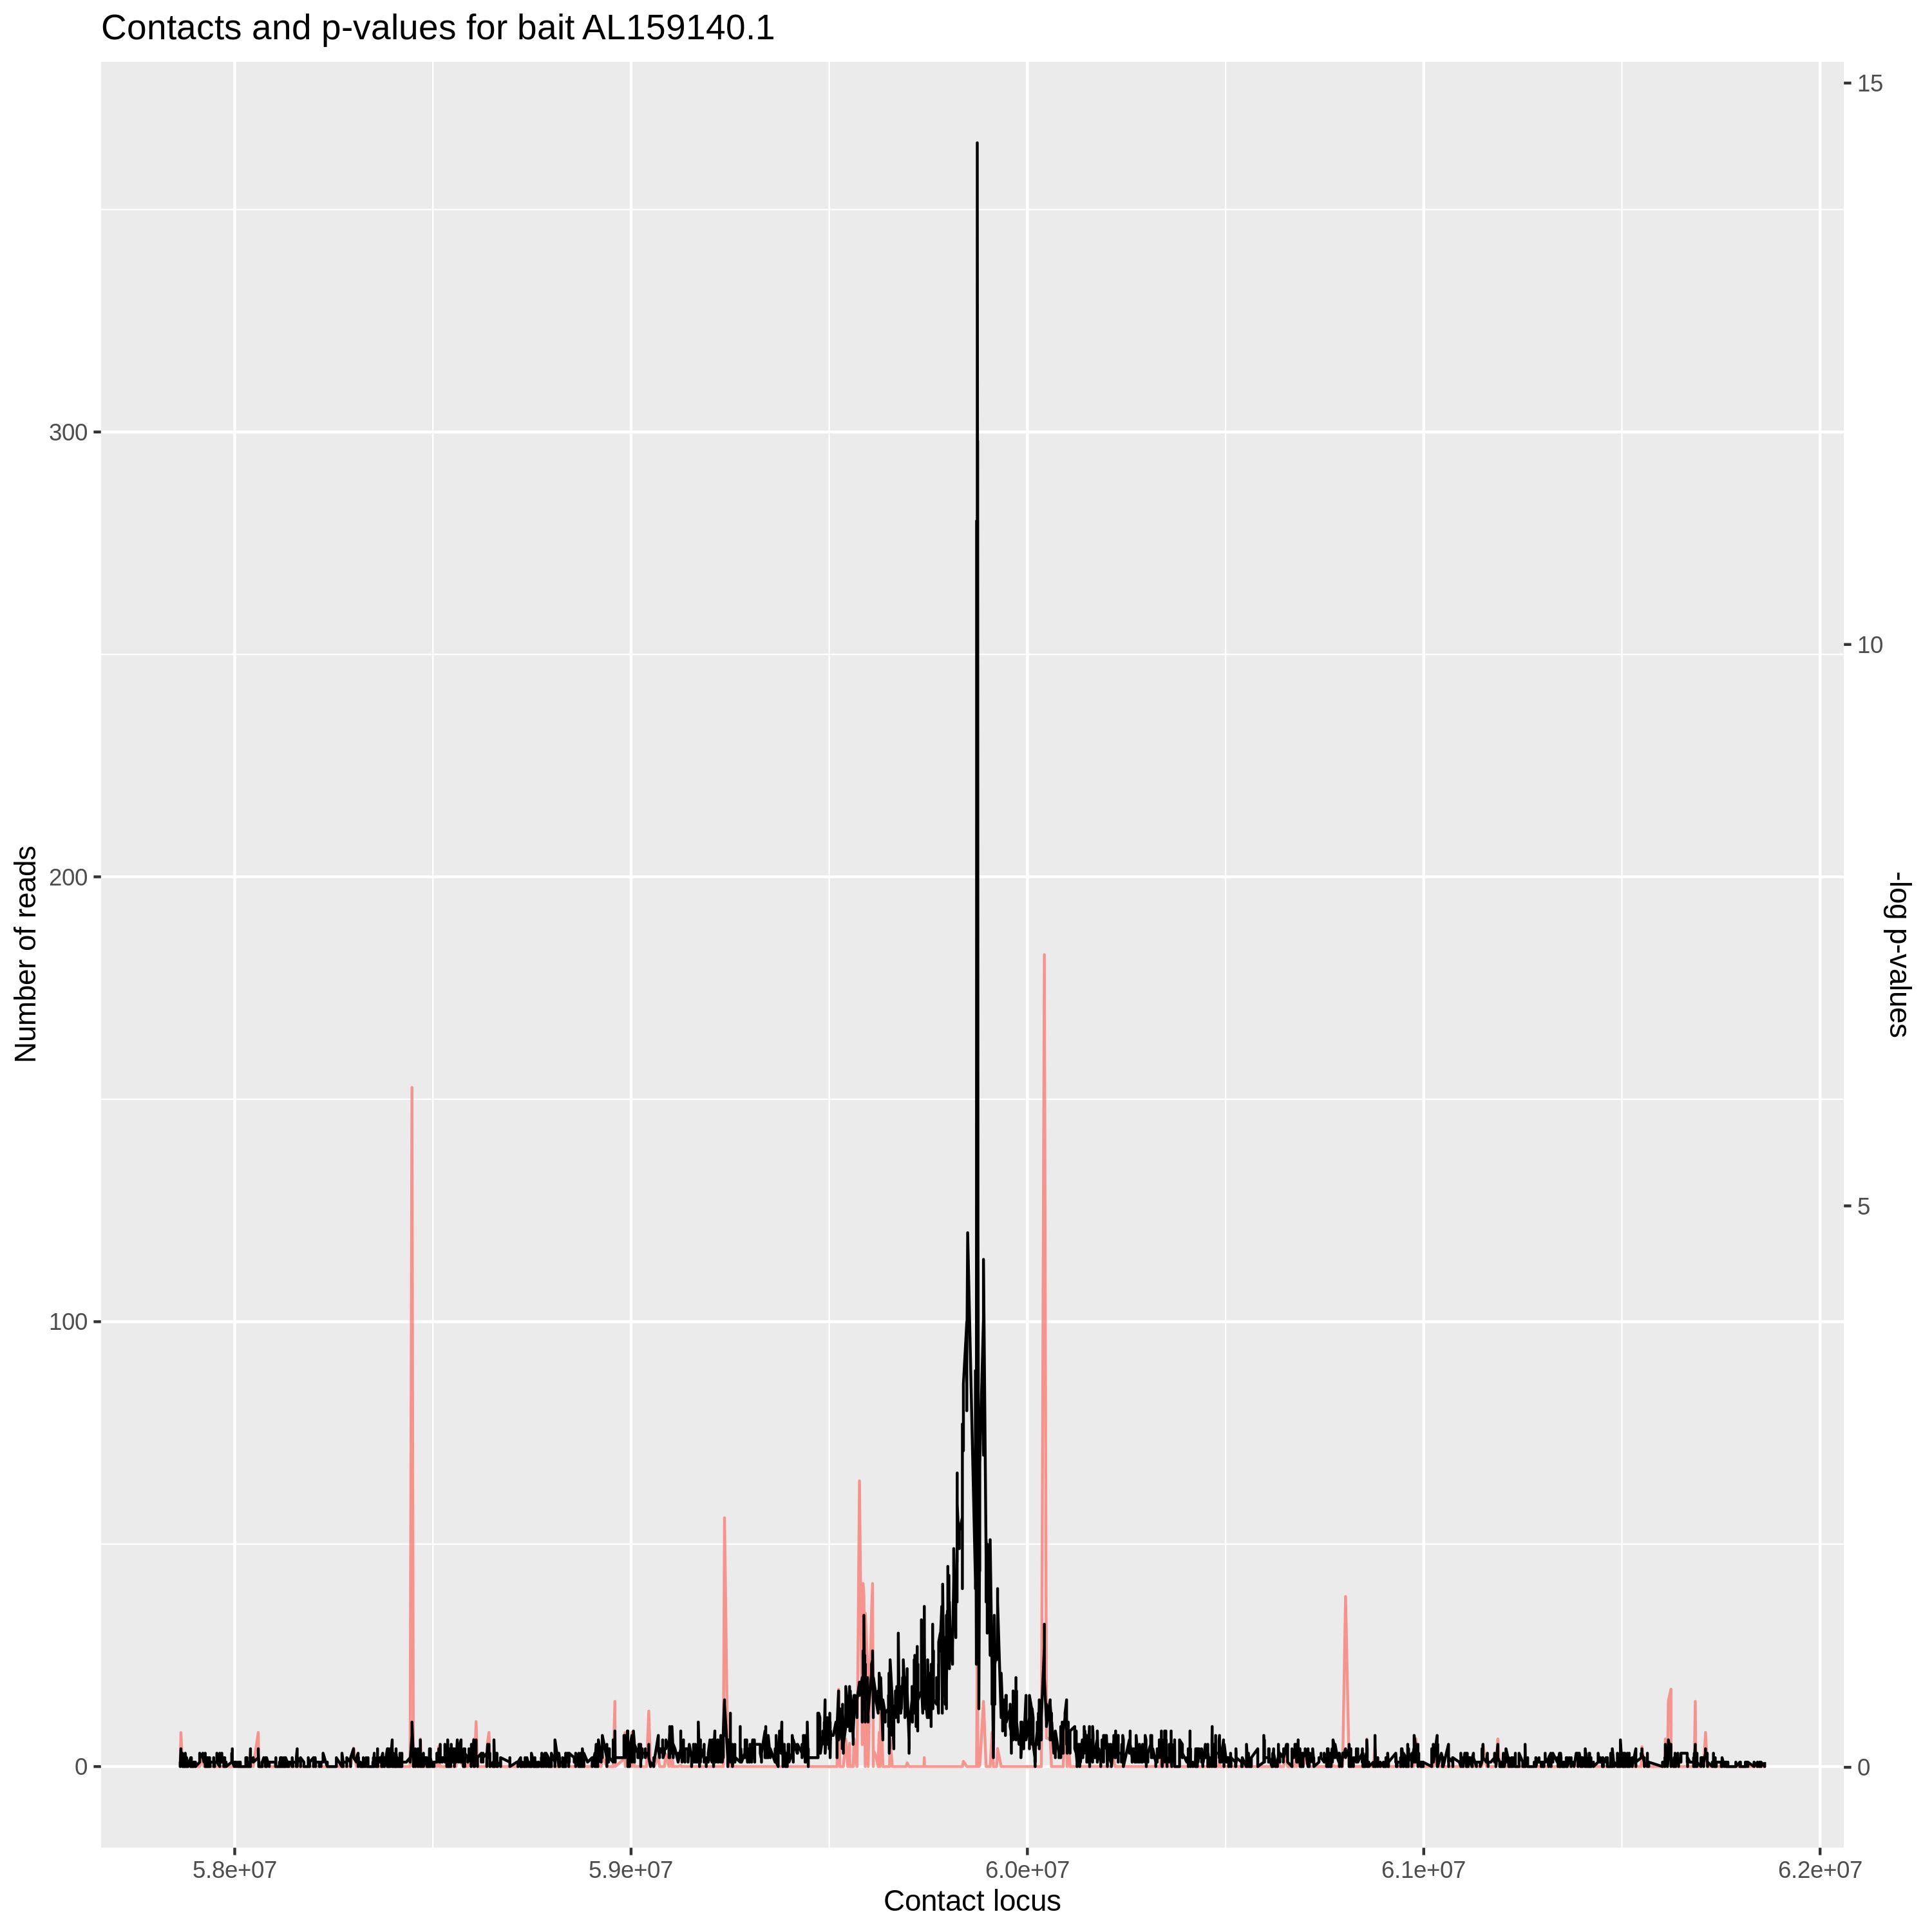 Contacts and p-values for bait AL159140.1
15
300
10
200
Number of reads
-log p-values
5
100
0
0
5.8e+07 5.9e+07 6.0e+07 6.1e+07 6.2e+07
Contact locus